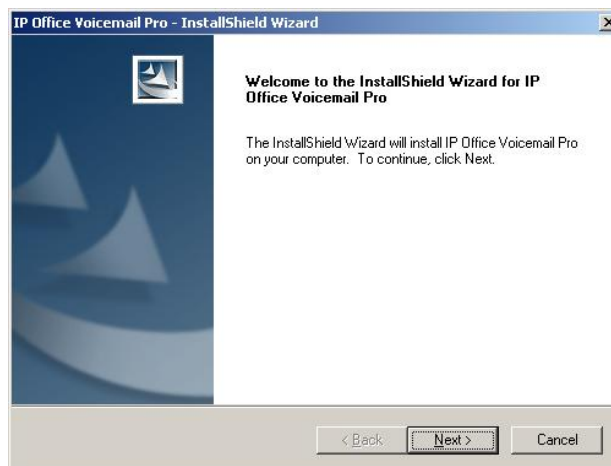 IP Office Voicemail Pro - InstallShield Wizard
Welcome to the InstallShield Wizard for IP
Office Voicemail Pro
The InstallShield Wizard will install IP Office Voicemail Pro
on your computer. To continue, click Next.
< Back
Next >
Cancel